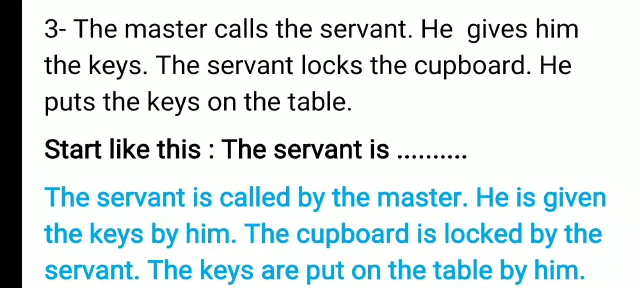 3- The master calls the servant. He gives him
the keys. The servant locks the cupboard. He
puts the keys on the table.
Start like this : The servant is ..........
The servant is called by the master. He is given
the keys by him. The cupboard is locked by the
servant. The keys are put on the table by him.